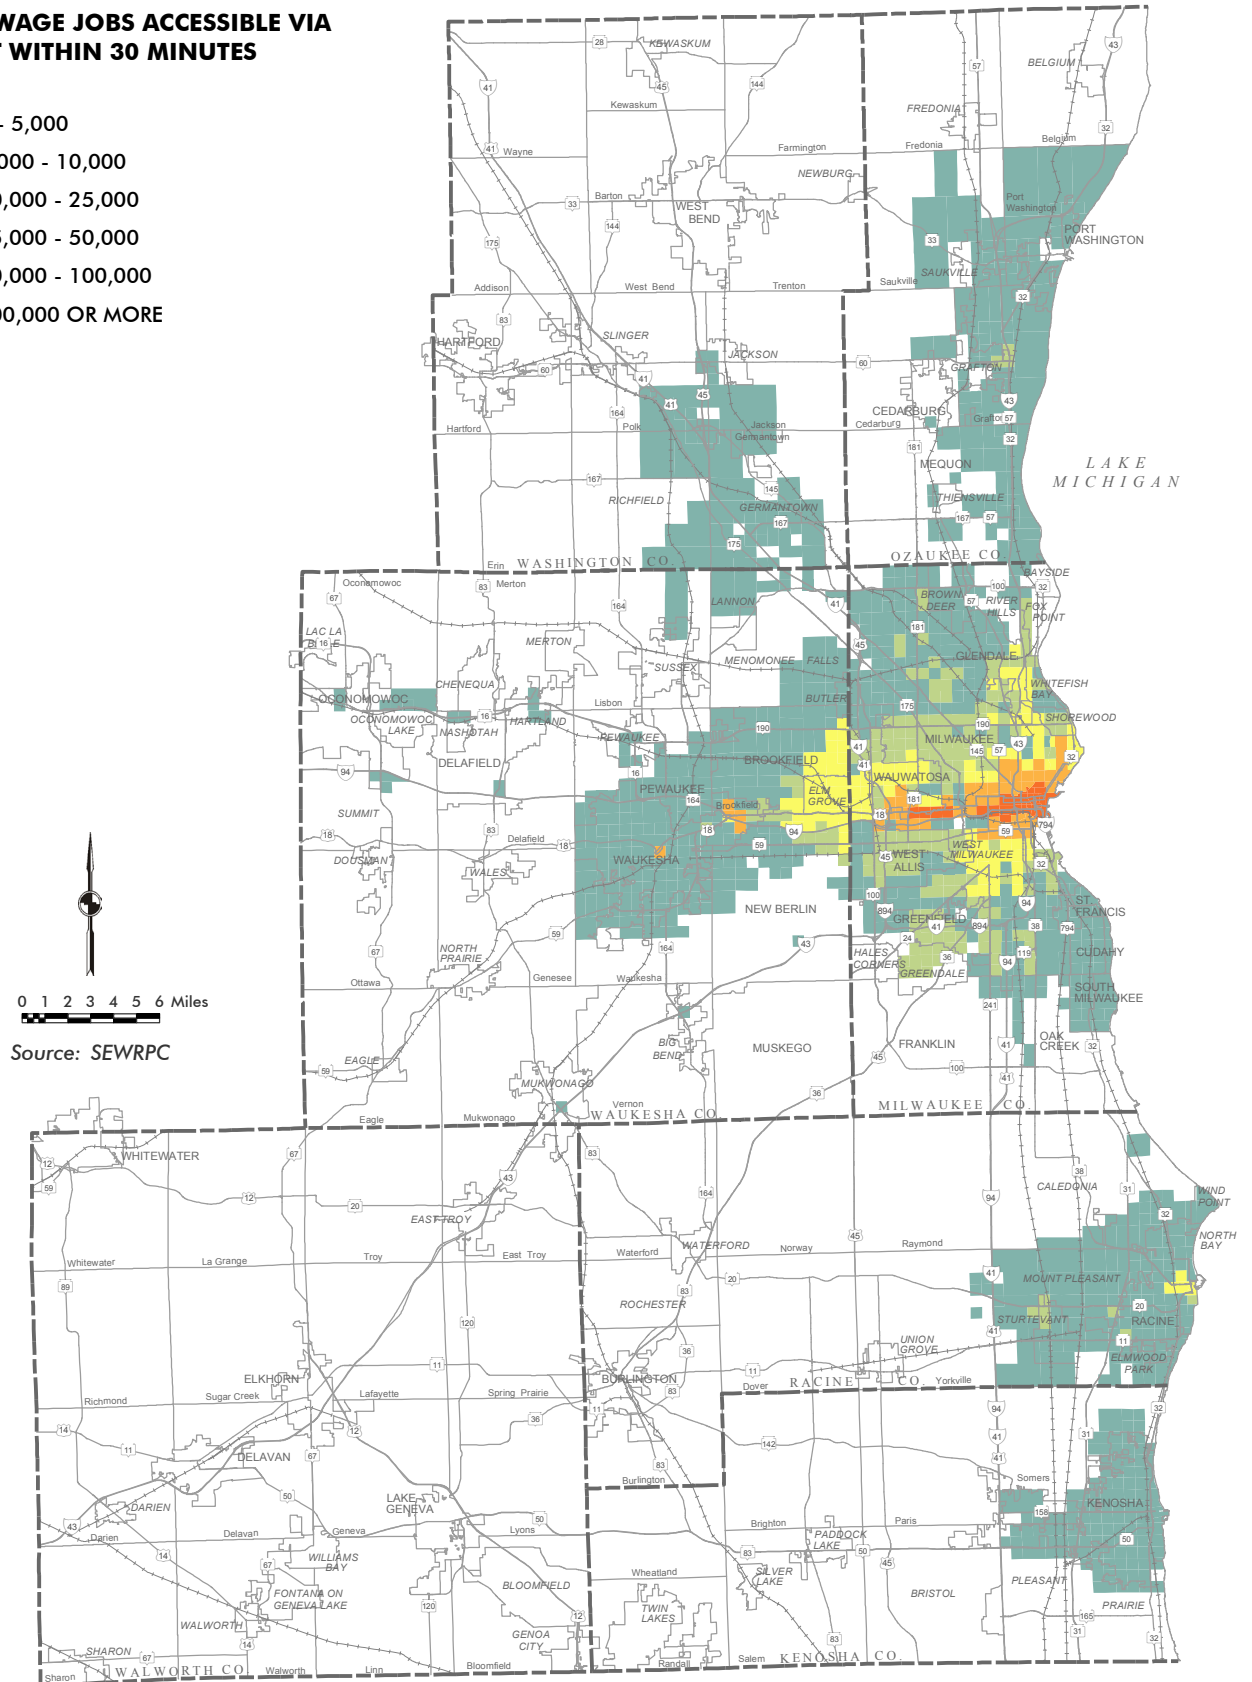 WAGE JOBS ACCESSIBLE VIA
WITHIN 30 MINUTES
- 5,000
000 - 10,000
,000 - 25,000
,000 - 50,000
,000 - 100,000
00,000 OR MORE
LAKE
MICHIGAN
0 1 2 3 4 5 6 Miles
Source: SEWRPC
KEWASKUM
Kewaskum
BELGIUM
FREDONIA
Wayne
Farmington
Fredonia
Belgium
NEWBURG
Barton
WEST
BEND
Port
Washington
PORT
WASHINGTON
SAUKVILLE
Addison
West Bend
Trenton
Saukville
HARTFORD
SLINGER
JACKSON
GRAFTON
CEDARBURG
Hartford
Polk
Jackson
Germantown
Cedarburg
Grafton
MEQUON
RICHFIELD
GERMANTOWN
THIENSVILLE
Erin
WASHINGTON CO.
OZAUKEE CO.
Oconomowoc
Merton
BAYSIDE
LANNON
BROWN
DEER
RIVER
HILLS
FOX
POINT
LAC LA
MERTON
SUSSEX
MENOMONEE FALLS
GLENDALE
CHENEQUA
WHITEFISH
BAY
OCONOMOWOC
Lisbon
BUTLER
OCONOMOWOC
LAKE
NASHOTAH
HARTLAND
SHOREWOOD
PEWAUKEE
MILWAUKEE
DELAFIELD
BROOKFIELD
WAUWATOSA
PEWAUKEE
ELM
GROVE
SUMMIT
Brookfield
Delafield
DOUSMAN
WALES
WAUKESHA
WEST
ALLIS
WEST
MILWAUKEE
NEW BERLIN
ST.
FRANCIS
GREENFIELD
NORTH
PRAIRIE
HALES
CORNERS
GREENDALE
CUDAHY
Ottawa
Genesee
Waukesha
SOUTH
MILWAUKEE
EAGLE
BIG
BEND
MUSKEGO
FRANKLIN
OAK
CREEK
MUKWONAGO
Eagle
Mukwonago
Vernon
WAUKESHA CO.
MILWAUKEE CO.
WHITEWATER
CALEDONIA
WIND
POINT
EAST TROY
WATERFORD
NORTH
BAY
Whitewater
La Grange
Troy
East Troy
Waterford
Norway
Raymond
MOUNT PLEASANT
ROCHESTER
STURTEVANT
RACINE
UNION
GROVE
ELMWOOD
PARK
ELKHORN
BURLINGTON
Dover
RACINE CO.
Yorkville
Richmond
Sugar Creek
Lafayette
Spring Prairie
DELAVAN
Burlington
Somers
LAKE
GENEVA
KENOSHA
DARIEN
Darien
Delavan
Geneva
Lyons
Brighton
Paris
PADDOCK
LAKE
WILLIAMS
BAY
Wheatland
SILVER
LAKE
BLOOMFIELD
PLEASANT
PRAIRIE
BRISTOL
FONTANA ON
GENEVA LAKE
TWIN
LAKES
WALWORTH
GENOA
CITY
SHARON
Sharon
WALWORTH CO.
Walworth
Linn
Bloomfield
Randall
Salem
KENOSHA CO.